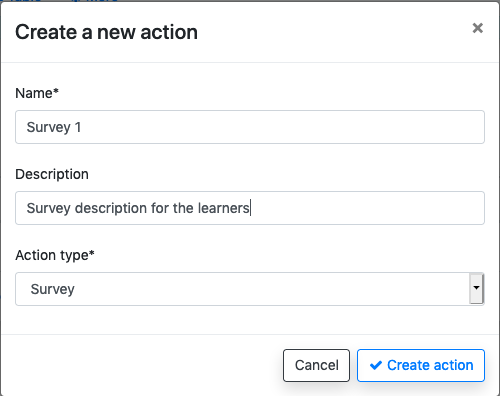 Create a new action
×
Name*
Survey 1
Description
Survey description for the learners
Action type*
Survey
Cancel
✔ Create action